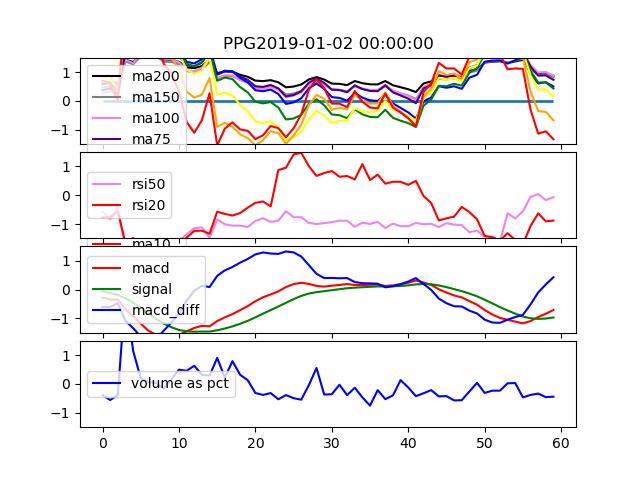 PPG2019-01-02 00:00:00
1
0
−1
ma200
ma150
ma100
ma75
1
0
−1
rsi50
rsi20
ma10
1
0
−1
macd
signal
macd_diff
1
0
−1
volume as pct
0 10 20 30 40 50 60